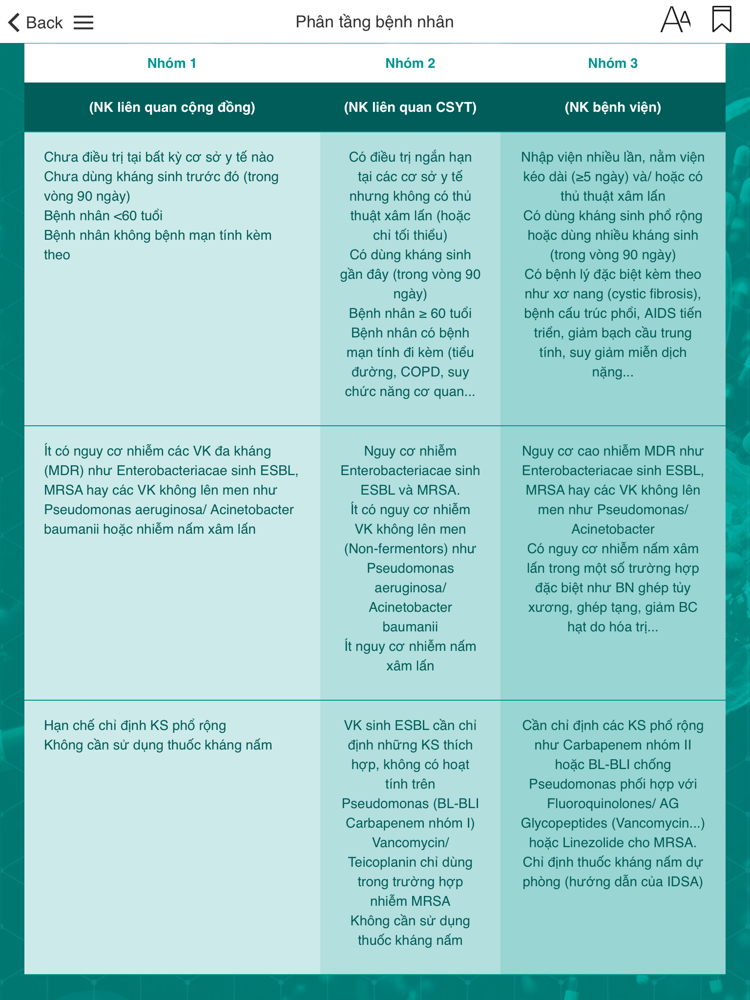 Back
Phân tầng bệnh nhân
AA
Nhóm 1
Nhóm 2
Nhóm 3
(NK liên quan cộng đồng)
(NK liên quan CSYT)
(NK bệnh viện)
Chưa điều trị tại bất kỳ cơ sở y tế nào
Chưa dùng kháng sinh trước đó (trong
vòng 90 ngày)
Bệnh nhân <60 tuổi
Bệnh nhân không bệnh mạn tính kèm
theo
Có điều trị ngắn hạn
tại các cơ sở y tế
nhưng không có thủ
thuật xâm lấn (hoặc
chỉ tối thiểu)
Có dùng kháng sinh
gần đây (trong vòng 90
ngày)
Bệnh nhân ≥ 60 tuổi
Bệnh nhân có bệnh
mạn tính đi kèm (tiểu
đường, COPD, suy
chức năng cơ quan...
Nhập viện nhiều lần, nằm viện
kéo dài (≥5 ngày) và/ hoặc có
thủ thuật xâm lấn
Có dùng kháng sinh phổ rộng
hoặc dùng nhiều kháng sinh
(trong vòng 90 ngày)
Có bệnh lý đặc biệt kèm theo
như xơ nang (cystic fibrosis),
bệnh cấu trúc phổi, AIDS tiến
triển, giảm bạch cầu trung
tính, suy giảm miễn dịch
nặng...
Ít có nguy cơ nhiễm các VK đa kháng
(MDR) như Enterobacteriacae sinh ESBL,
MRSA hay các VK không lên men như
Pseudomonas aeruginosa/ Acinetobacter
baumanii hoặc nhiễm nấm xâm lấn
Nguy cơ nhiễm
Enterobacteriacae sinh
ESBL và MRSA.
Ít có nguy cơ nhiễm
VK không lên men
(Non-fermentors) như
Pseudomonas
aeruginosa/
Acinetobacter
baumanii
Ít nguy cơ nhiễm nấm
xâm lấn
Nguy cơ cao nhiễm MDR như
Enterobacteriacae sinh ESBL,
MRSA hay các VK không lên
men như Pseudomonas/
Acinetobacter
Có nguy cơ nhiễm nấm xâm
lấn trong một số trường hợp
đặc biệt như BN ghép tủy
xương, ghép tạng, giảm BC
hạt do hóa trị...
Hạn chế chỉ định KS phổ rộng
Không cần sử dụng thuốc kháng nấm
VK sinh ESBL cần chỉ
định những KS thích
hợp, không có hoạt
tính trên
Pseudomonas (BL-BLI
Carbapenem nhóm I)
Vancomycin/
Teicoplanin chỉ dùng
trong trường hợp
nhiễm MRSA
Không cần sử dụng
thuốc kháng nấm
Cần chỉ định các KS phổ rộng
như Carbapenem nhóm II
hoặc BL-BLI chống
Pseudomonas phối hợp với
Fluoroquinolones/ AG
Glycopeptides (Vancomycin...)
hoặc Linezolide cho MRSA.
Chỉ định thuốc kháng nấm dự
phòng (hướng dẫn của IDSA)